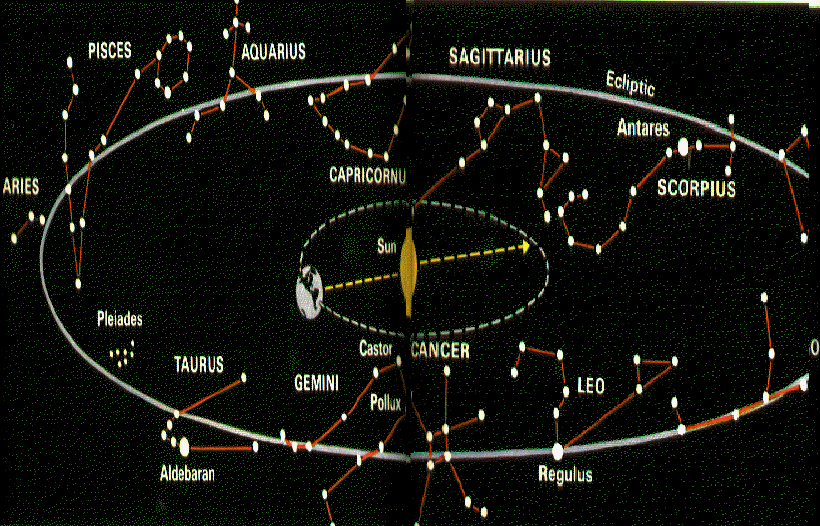 PISCES
AQUARIUS
SAGITTARIUS
Ecliptic
Antares
CAPRICORNU
ARIES
SCORPIUS
Sun
Pleiades
Castor
CANCER
TAURUS
GEMINI
LEO
Pollux
Aldebaran
Regulus